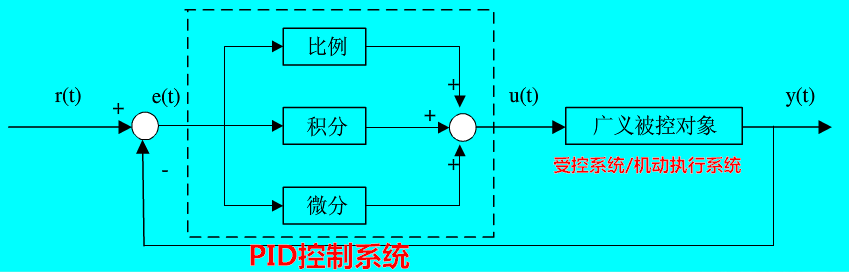 比例
r(t)
+
e(t)
+
u(t)
y(t)
积分
+
广义被控对象
-
+
受控系统/机动执行系统
微分
PID控制系统